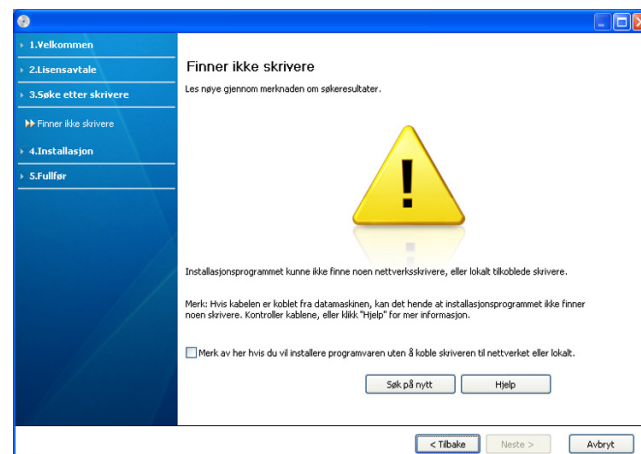 1.Velkommen
2.Lisensavtale
3.Søke etter skrivere
Finner ikke skrivere
4.Installasjon
5.Fullfør
Finner ikke skrivere
Les nøye gjennom merknaden om søkeresultater.
Installasjonsprogrammet kunne ikke finne noen nettverksskrivere, eller lokalt tilkoblede skrivere.
Merk: Hvis kabelen er koblet fra datamaskinen, kan det hende at installasjonsprogrammet ikke finner
noen skrivere. Kontroller kablene, eller klikk "Hjelp" for mer informasjon.
Merk av her hvis du vil installere programvaren uten å koble skriveren til nettverket eller lokalt.
Søk på nytt
Hjelp
< Tilbake
Neste >
Avbryt